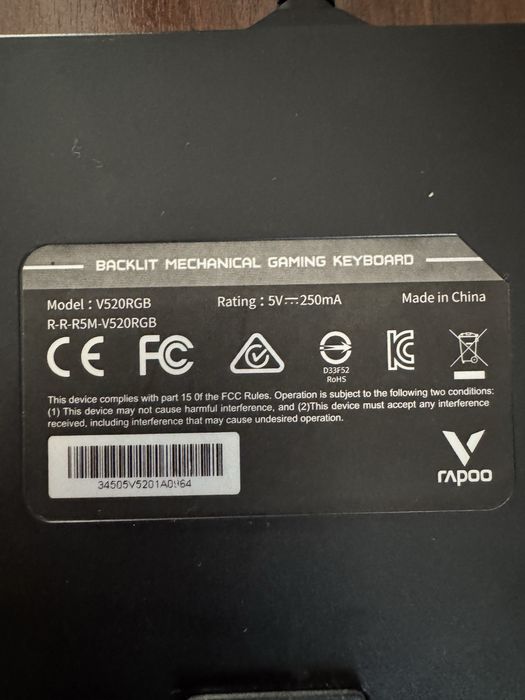 BACKLIT MECHANICAL GAMING KEYBOARD
Model : V520RGB Rating : 5V⎓250mA Made in China
R-R-R5M-V520RGB
CE FC
D33F52
RoHS
This device complies with part 15 0f the FCC Rules. Operation is subject to the following two conditions:
(1) This device may not cause harmful interference, and (2)This device must accept any interference
received, including interference that may cause undesired operation.
34505V5201A0964
rapoo